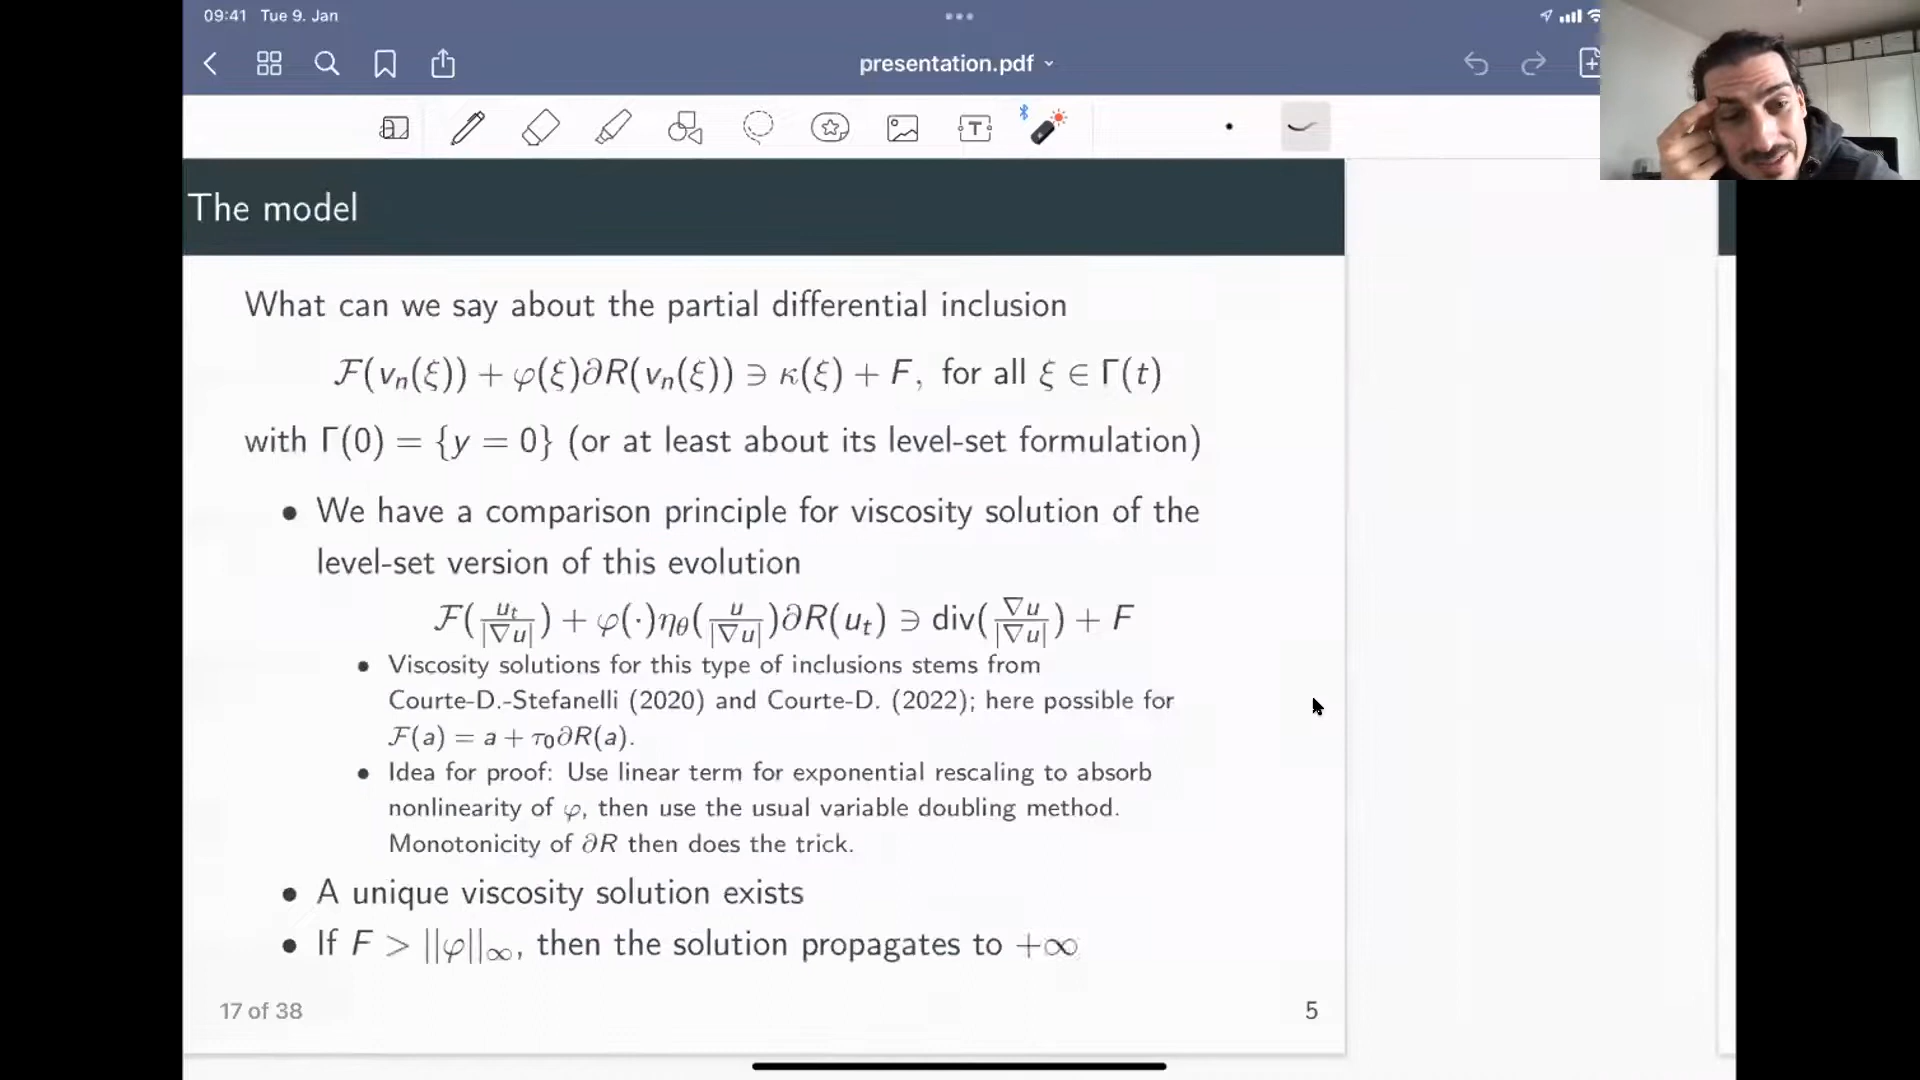 09:41 Tue 9. Jan
presentation.pdf
The model
What can we say about the partial differential inclusion
ℱ(vₙ(ξ)) + φ(ξ)∂R(vₙ(ξ)) ∋ κ(ξ) + F, for all ξ ∈ Γ(t)
with Γ(0) = {y = 0} (or at least about its level-set formulation)
• We have a comparison principle for viscosity solution of the
level-set version of this evolution
ℱ(u_t/|∇u|) + φ(·)η_θ(u/|∇u|)∂R(u_t) ∋ div(∇u/|∇u|) + F
• Viscosity solutions for this type of inclusions stems from
Courte-D.-Stefanelli (2020) and Courte-D. (2022); here possible for
ℱ(a) = a + τ₀∂R(a).
• Idea for proof: Use linear term for exponential rescaling to absorb
nonlinearity of φ, then use the usual variable doubling method.
Monotonicity of ∂R then does the trick.
• A unique viscosity solution exists
• If F > ||φ||_∞, then the solution propagates to +∞
17 of 38
5